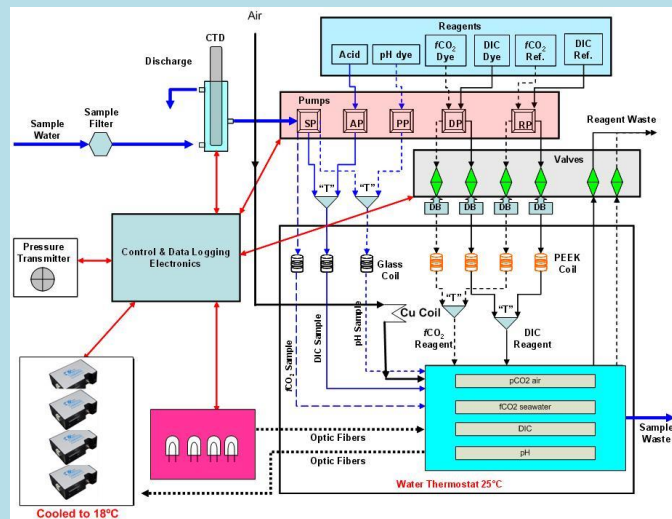 Air
Reagents
CTD
Discharge
Acid
pH dye
fCO2
Dye
DIC
Dye
fCO2
Ref.
DIC
Ref.
Pumps
Sample
Filter
Sample
Water
SP
AP
PP
DP
RP
Reagent Waste
Valves
"T"
"T"
DB
DB
DB
DB
Pressure
Transmitter
Control & Data Logging
Electronics
Glass
Coil
PEEK
Coil
Cu Coil
"T"
"T"
fCO2 Sample
DIC Sample
pH Sample
fCO2
Reagent
DIC
Reagent
pCO2 air
fCO2 seawater
DIC
pH
Sample
Waste
Optic Fibers
Optic Fibers
Water Thermostat 25°C
Cooled to 18ºC